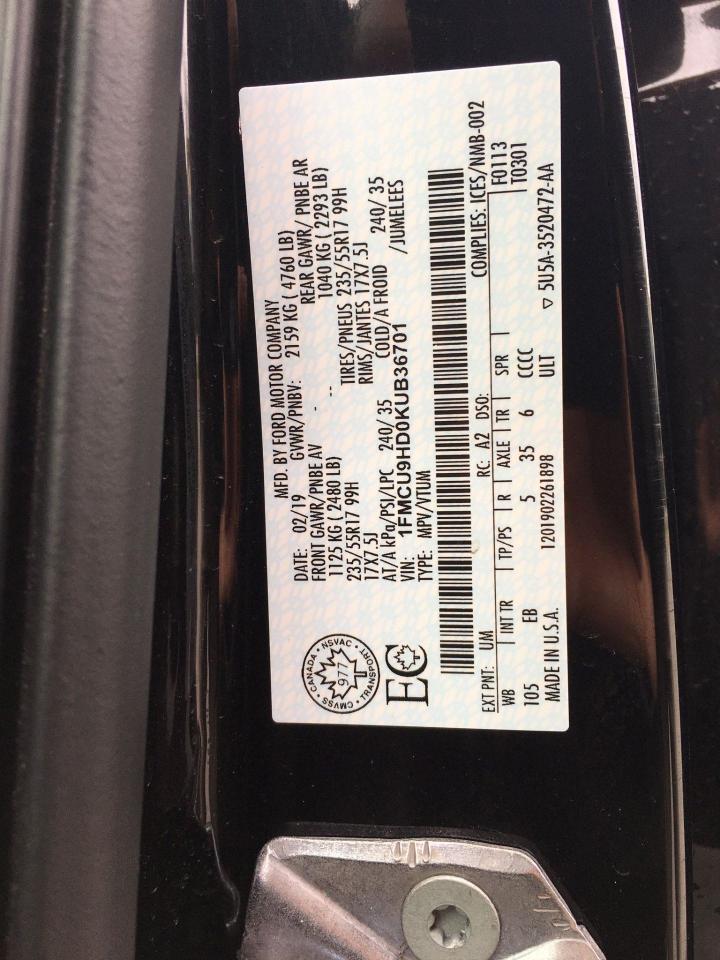 MFD. BY FORD MOTOR COMPANY
DATE: 02/19 GVWR/PNBV: 2159 KG ( 4760 LB)
FRONT GAWR/PNBE AV REAR GAWR/ PNBE AR
1125 KG ( 2480 LB) - 1040 KG ( 2293 LB)
235/55R17 99H -- TIRES/PNEUS 235/55R17 99H
17X7.5J RIMS/JANTES 17X7.5J
AT/A kPa/PSI/LPC 240/ 35 COLD/A FROID 240/ 35
VIN: 1FMCU9HD0KUB36701 /JUMELEES
TYPE: MPV/VTUM
CANADA • NSVAC • TRANSPORT • CMVSS •
977
EC
COMPLIES: ICES/NMB-002
EXT PNT: UM RC: A2 DSO: F0113
WB INT TR TP/PS R AXLE TR SPR T0301
105 EB 5 35 6 CCCC
MADE IN U.S.A. 1201902261898 ULT ▽ 5U5A-3520472-AA